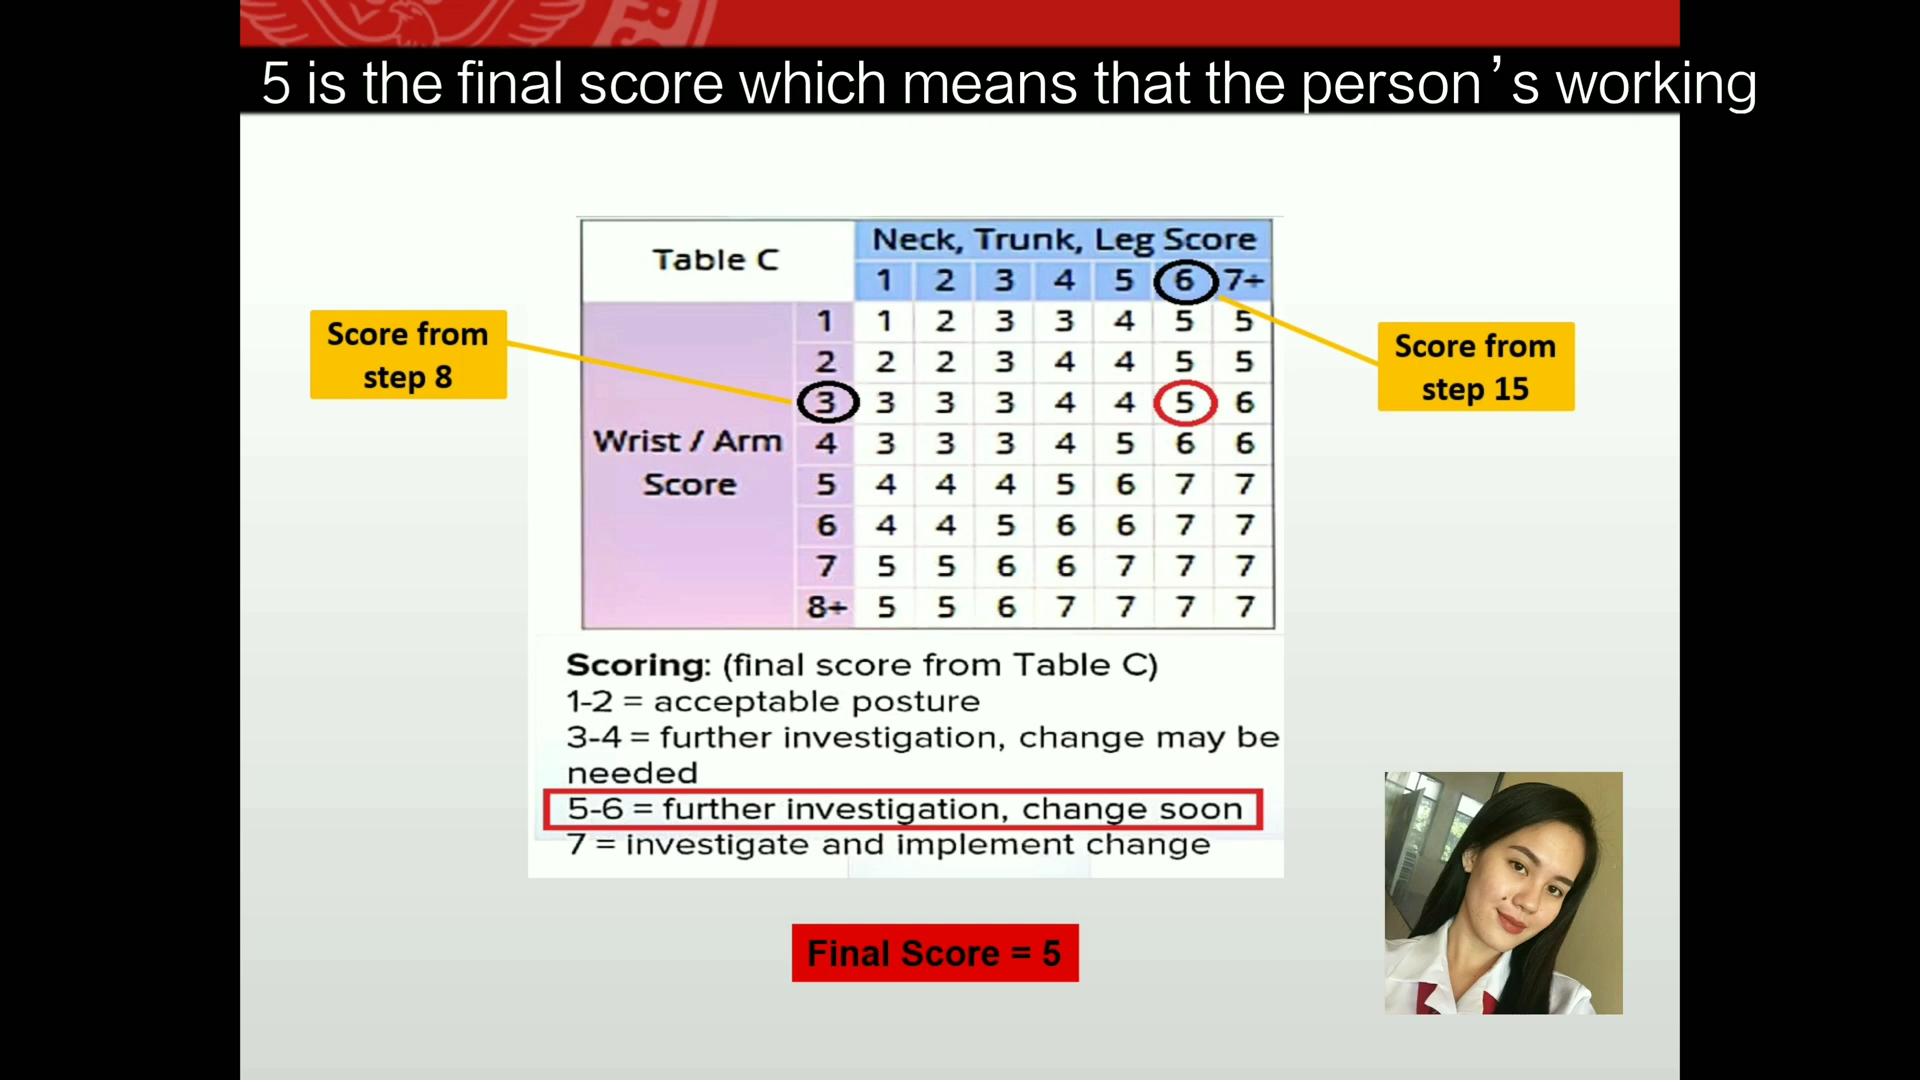 5 is the final score which means that the person’s working
Table C
Neck, Trunk, Leg Score
1 2 3 4 5 6 7+
Wrist / Arm
Score
1 1 2 3 3 4 5 5
2 2 2 3 4 4 5 5
3 3 3 3 4 4 5 6
4 3 3 3 4 5 6 6
5 4 4 4 5 6 7 7
6 4 4 5 6 6 7 7
7 5 5 6 6 7 7 7
8+ 5 5 6 7 7 7 7
Score from
step 8
Score from
step 15
Scoring: (final score from Table C)
1-2 = acceptable posture
3-4 = further investigation, change may be
needed
5-6 = further investigation, change soon
7 = investigate and implement change
Final Score = 5